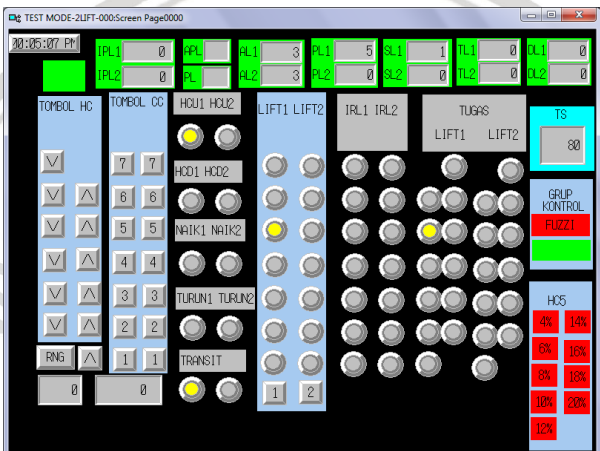 TEST MODE-2LIFT-000:Screen Page0000
30:05:07 PM
IPL1 0 APL AL1 3 PL1 5 SL1 1 TL1 0 DL1 0
IPL2 0 PL AL2 3 PL2 0 SL2 0 TL2 0 DL2 0
TOMBOL HC TOMBOL CC HCU1 HCU2 LIFT1 LIFT2 IRL1 IRL2 TUGAS TS
LIFT1 LIFT2
80
7 7
HCD1 HCD2
6 6
GRUP
KONTROL
5 5 NAIK1 NAIK2 FUZZI
4 4
3 3 TURUN1 TURUN2 HC5
2 2 4% 14%
RNG 1 1 TRANSIT 6% 16%
8% 18%
0 0 1 2 10% 20%
12%